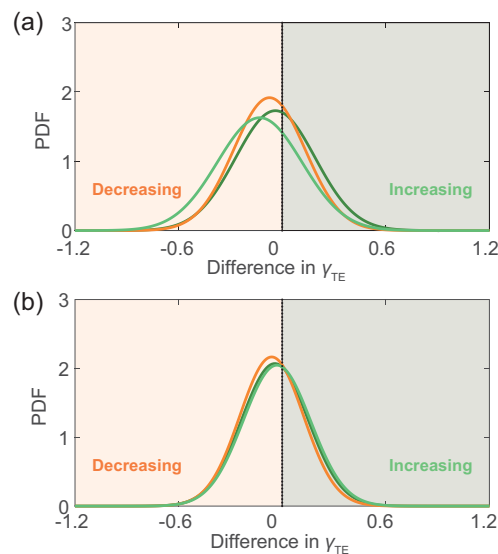 (a)
3
2
1
0
PDF
Decreasing
Increasing
-1.2
-0.6
0
0.6
1.2
Difference in γTE
(b)
3
2
1
0
PDF
Decreasing
Increasing
-1.2
-0.6
0
0.6
1.2
Difference in γTE